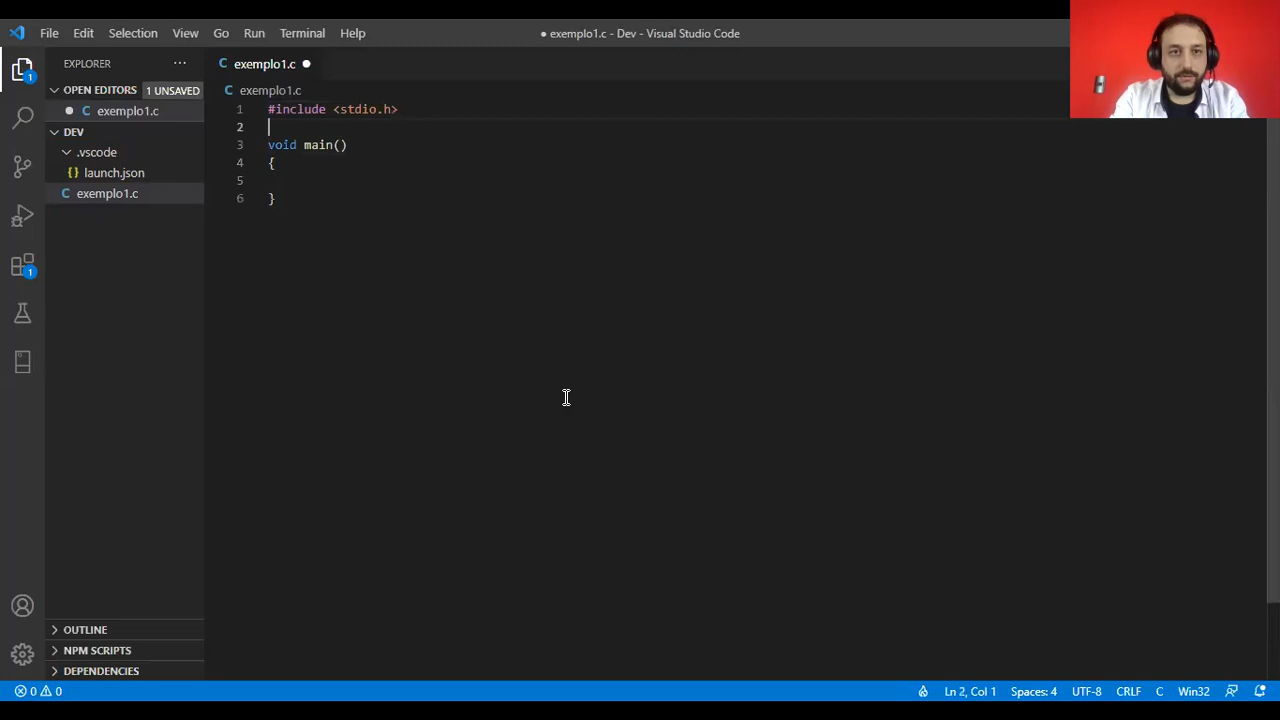 File Edit Selection View Go Run Terminal Help ● exemplo1.c - Dev - Visual Studio Code
EXPLORER ··· C exemplo1.c ●
OPEN EDITORS 1 UNSAVED
● C exemplo1.c
DEV
.vscode
{} launch.json
C exemplo1.c
C exemplo1.c
1 #include <stdio.h>
2
3 void main()
4 {
5
6 }
1
1
OUTLINE
NPM SCRIPTS
DEPENDENCIES
0 0 Ln 2, Col 1 Spaces: 4 UTF-8 CRLF C Win32